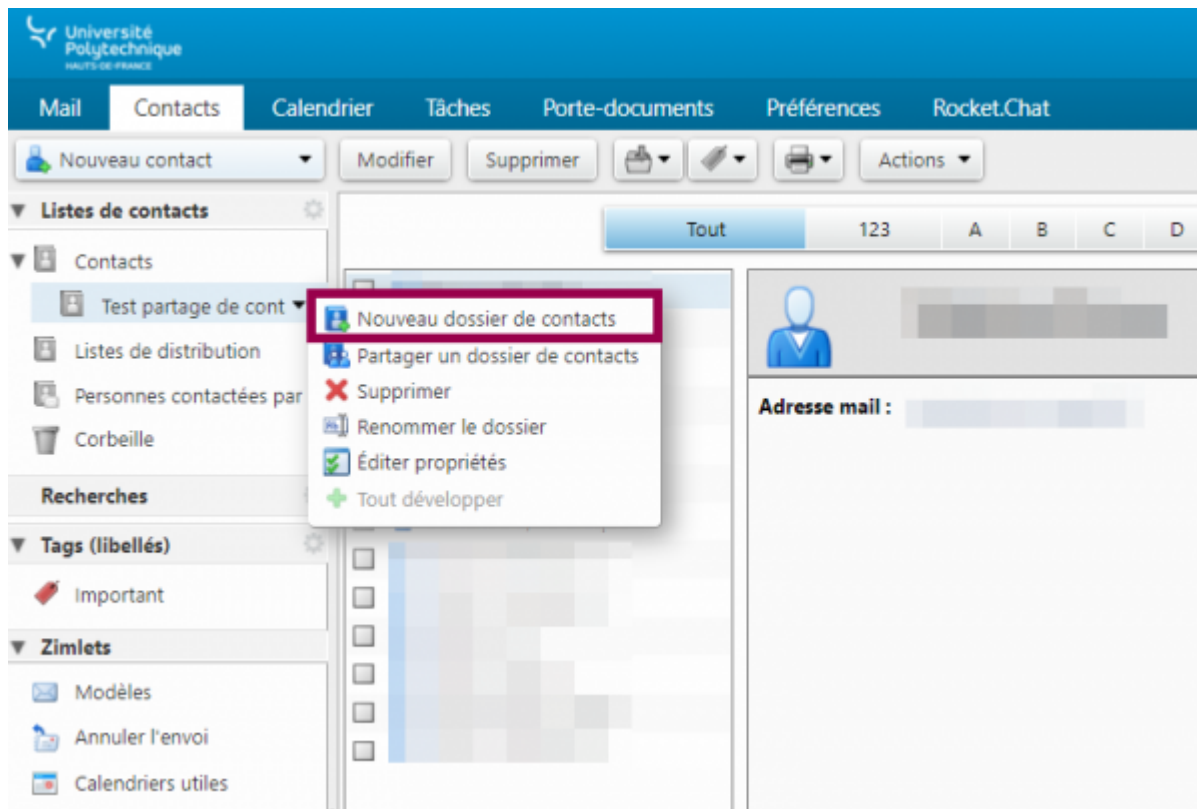 Université
Polytechnique
HAUTS-DE-FRANCE
Mail Contacts Calendrier Tâches Porte-documents Préférences Rocket.Chat
Nouveau contact Modifier Supprimer Actions
Listes de contacts
Tout 123 A B C D
Contacts
Test partage de cont
Nouveau dossier de contacts
Listes de distribution
Partager un dossier de contacts
Personnes contactées par
Supprimer
Adresse mail :
Renommer le dossier
Corbeille
Éditer propriétés
Recherches
Tout développer
Tags (libellés)
Important
Zimlets
Modèles
Annuler l'envoi
Calendriers utiles